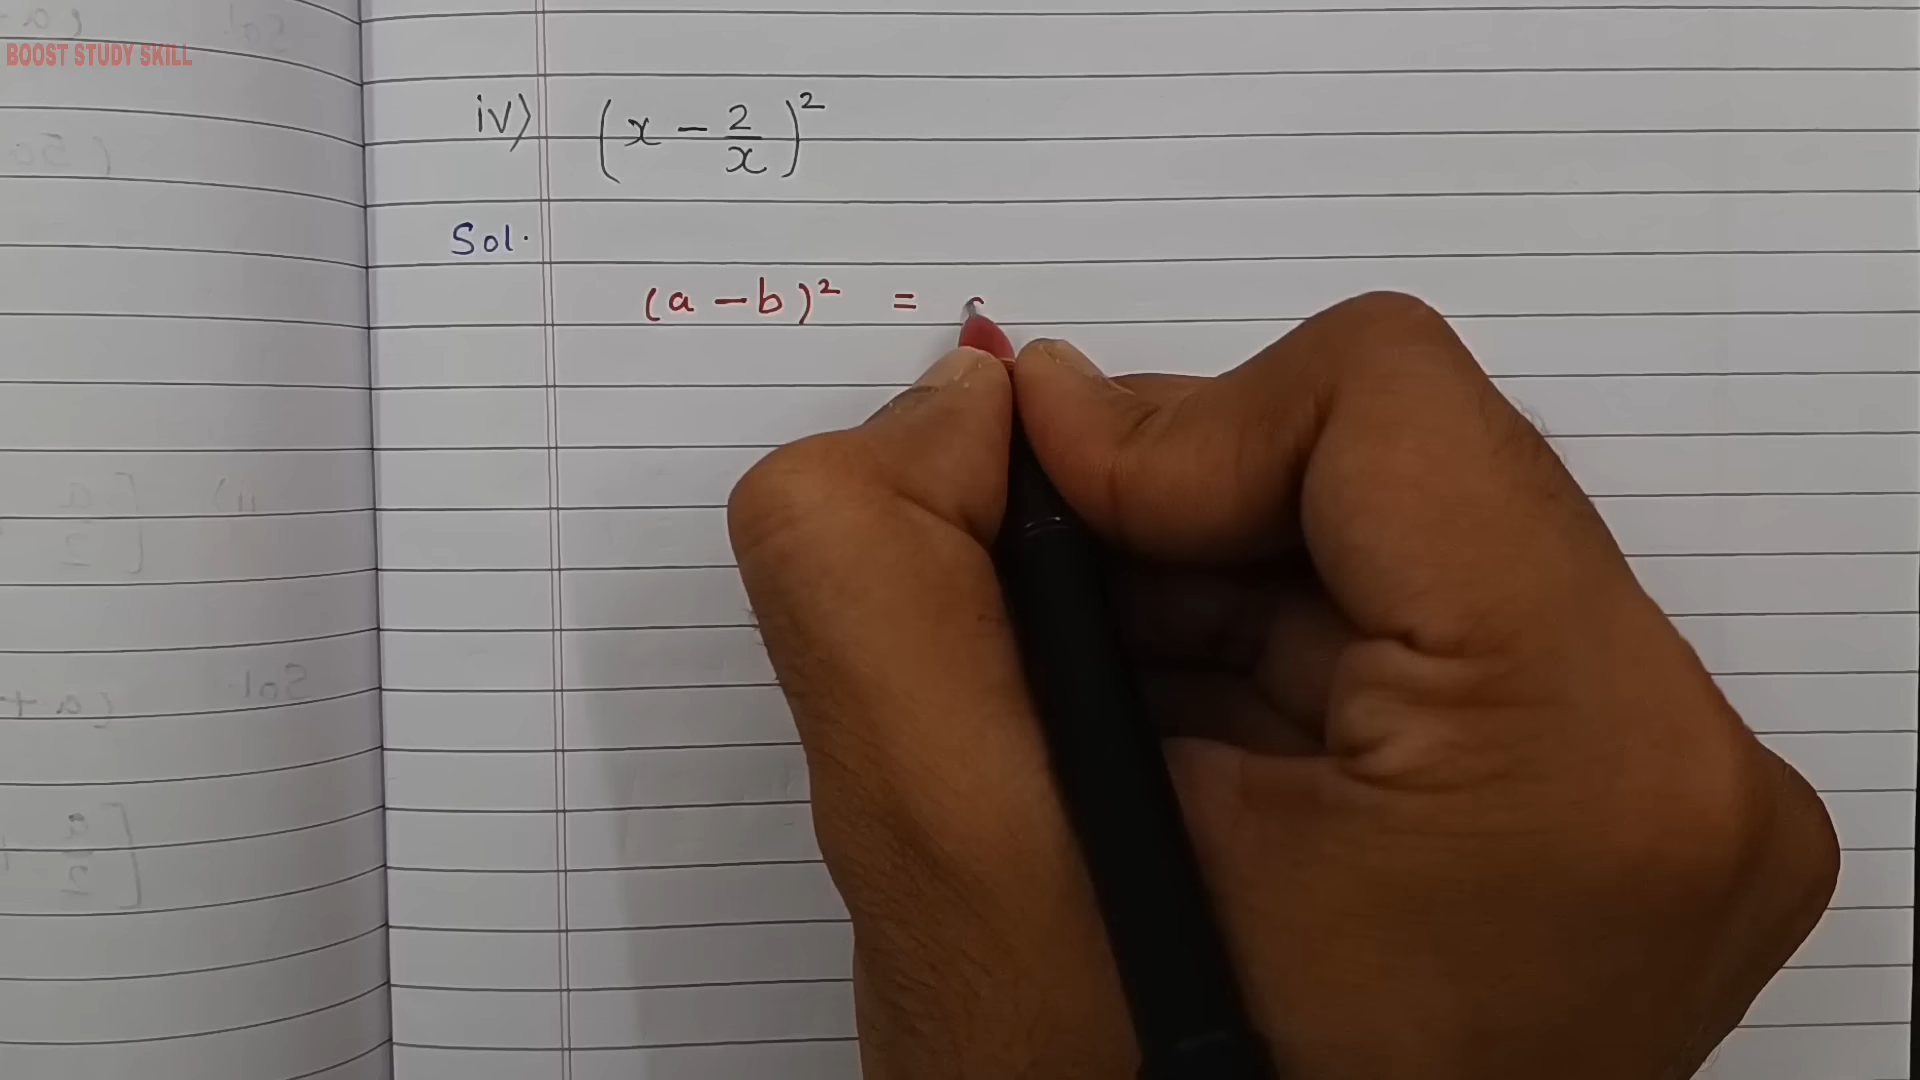 BOOST STUDY SKILL
iv) (x - 2/x)²
Sol.
(a - b)² =